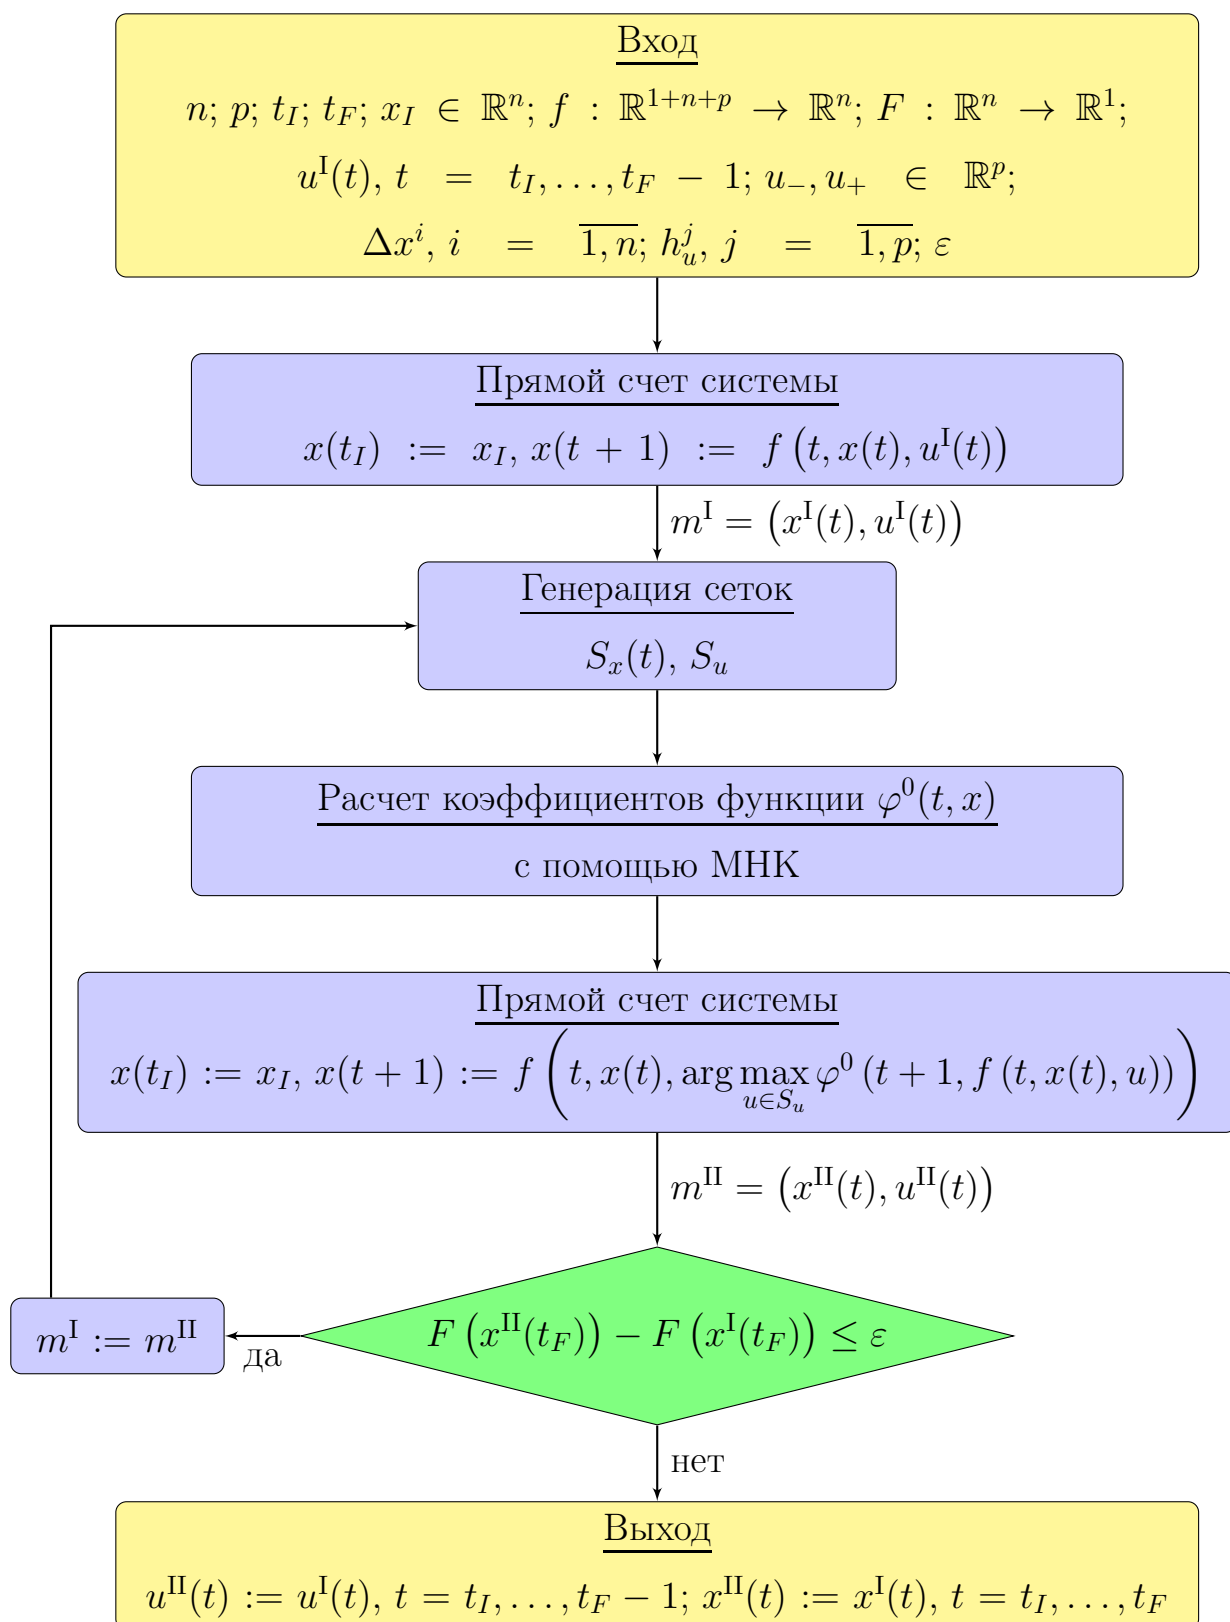 Вход
n; p; t_I; t_F; x_I ∈ ℝ^n; f : ℝ^{1+n+p} → ℝ^n; F : ℝ^n → ℝ^1;
u^I(t), t = t_I, . . . , t_F − 1; u_−, u_+ ∈ ℝ^p;
Δx^i, i = \overline{1, n}; h_u^j, j = \overline{1, p}; ε
Прямой счет системы
x(t_I) := x_I, x(t + 1) := f (t, x(t), u^I(t))
m^I = (x^I(t), u^I(t))
Генерация сеток
S_x(t), S_u
Расчет коэффициентов функции φ^0(t, x)
с помощью МНК
Прямой счет системы
x(t_I) := x_I, x(t + 1) := f (t, x(t), arg max_{u∈S_u} φ^0 (t + 1, f (t, x(t), u)))
m^II = (x^II(t), u^II(t))
F (x^II(t_F)) − F (x^I(t_F)) ≤ ε
m^I := m^II
да
нет
Выход
u^II(t) := u^I(t), t = t_I, . . . , t_F − 1; x^II(t) := x^I(t), t = t_I, . . . , t_F